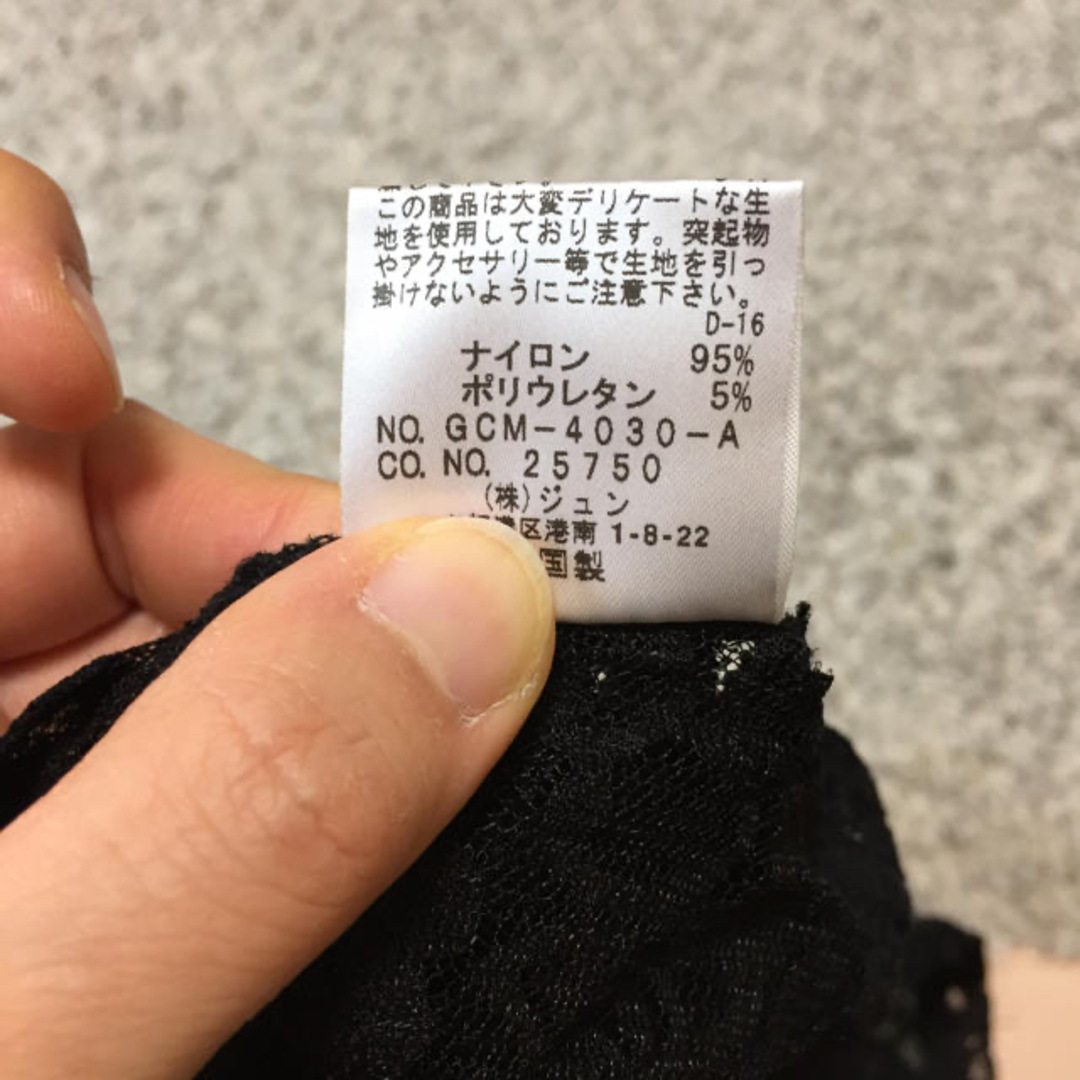 この商品は大変デリケートな生
地を使用しております。突起物
やアクセサリー等で生地を引っ
掛けないようにご注意下さい。
D-16
ナイロン 95%
ポリウレタン 5%
NO. GCM-4030-A
CO. NO. 25750
(株)ジュン
区港南 1-8-22
国製